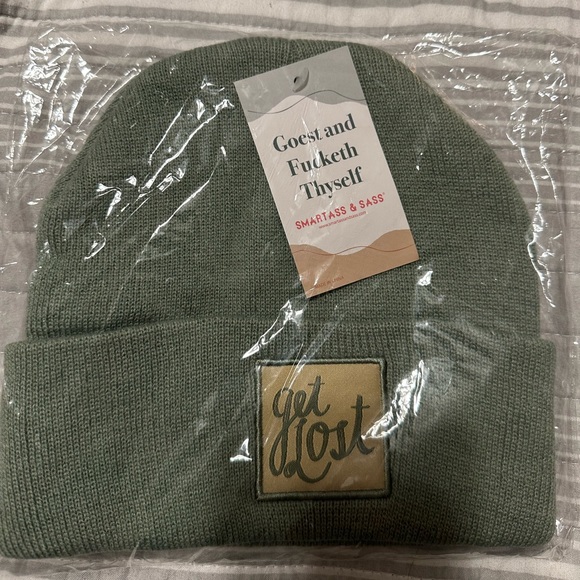 Goest and
Fucketh
Thyself
SMARTASS & SASS
get
Lost